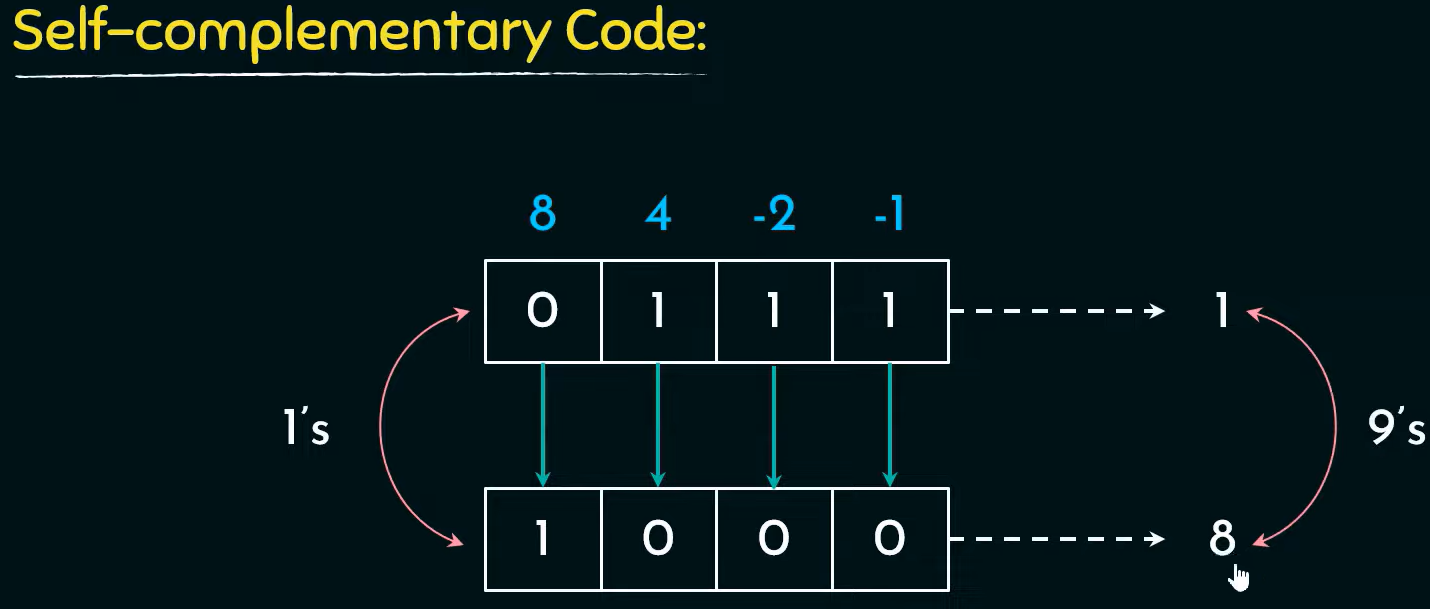 Self-complementary Code:
8 4 -2 -1
0 1 1 1 1
1's 9's
1 0 0 0 8